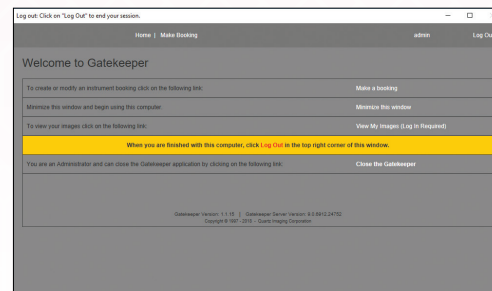 Log out: Click on "Log Out" to end your session.
Home | Make Booking admin Log Ou
Welcome to Gatekeeper
To create or modify an instrument booking click on the following link: Make a booking
Minimize this window and begin using this computer. Minimize this window
To view your images click on the following link: View My Images (Log In Required)
When you are finished with this computer, click Log Out in the top right corner of this window.
You are an Administrator and can close the Gatekeeper application by clicking on the following link: Close the Gatekeeper
Gatekeeper Version: 1.1.15 | Gatekeeper Server Version:
Copyright © 1997 - 2018 - Quartz Imaging Corporation